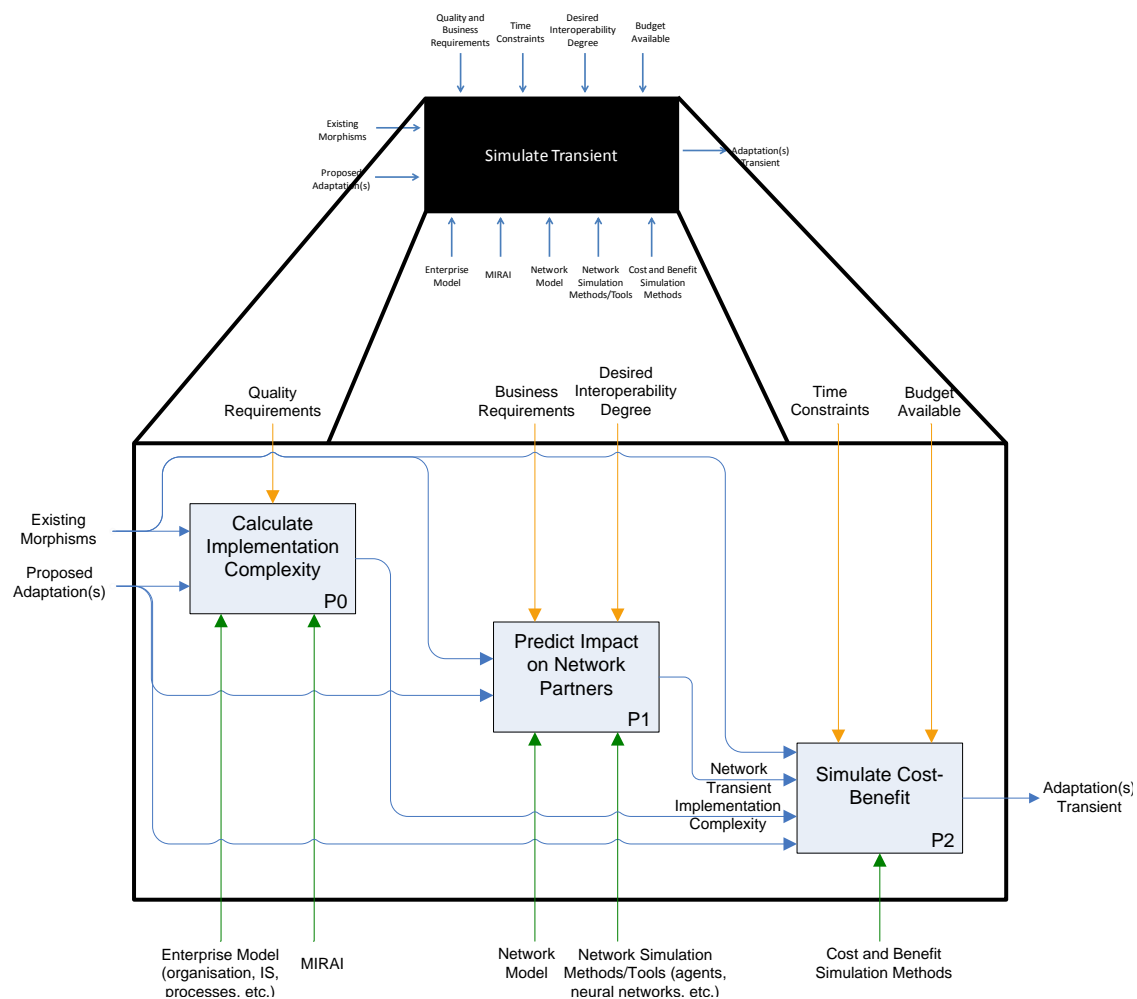 Quality and
Business
Requirements
Time
Constraints
Desired
Interoperability
Degree
Budget
Available
Existing
Morphisms
Proposed
Adaptation(s)
Simulate Transient
Adaptation(s)
Transient
Enterprise
Model
MIRAI
Network
Model
Network
Simulation
Methods/Tools
Cost and Benefit
Simulation
Methods
Quality
Requirements
Business
Requirements
Desired
Interoperability
Degree
Time
Constraints
Budget
Available
Existing
Morphisms
Proposed
Adaptation(s)
Calculate
Implementation
Complexity
P0
Predict Impact
on Network
Partners
P1
Network
Transient
Implementation
Complexity
Simulate Cost-
Benefit
P2
Adaptation(s)
Transient
Enterprise Model
(organisation, IS,
processes, etc.)
MIRAI
Network
Model
Network Simulation
Methods/Tools (agents,
neural networks, etc.)
Cost and Benefit
Simulation Methods